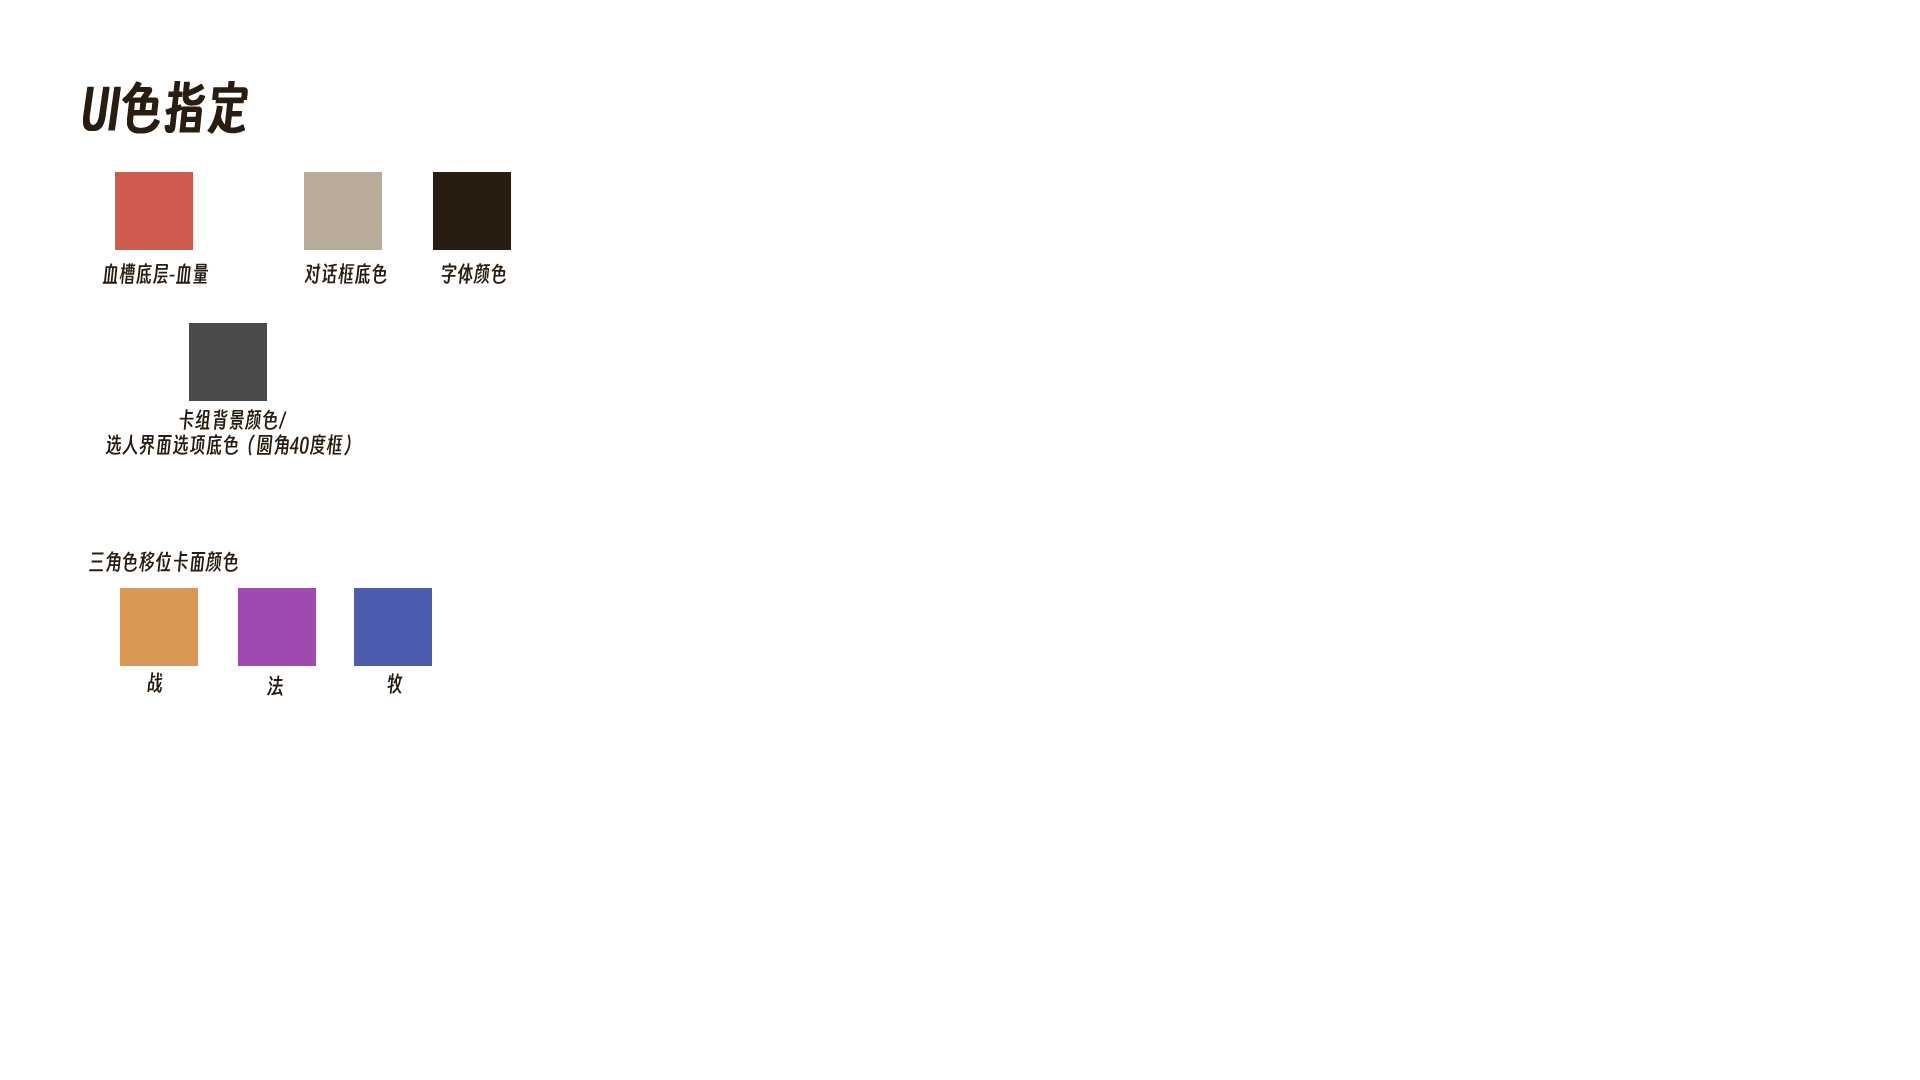 UI色指定
血槽底层-血量
对话框底色
字体颜色
卡组背景颜色/
选人界面选项底色（圆角40度框）
三角色移位卡面颜色
战
法
牧